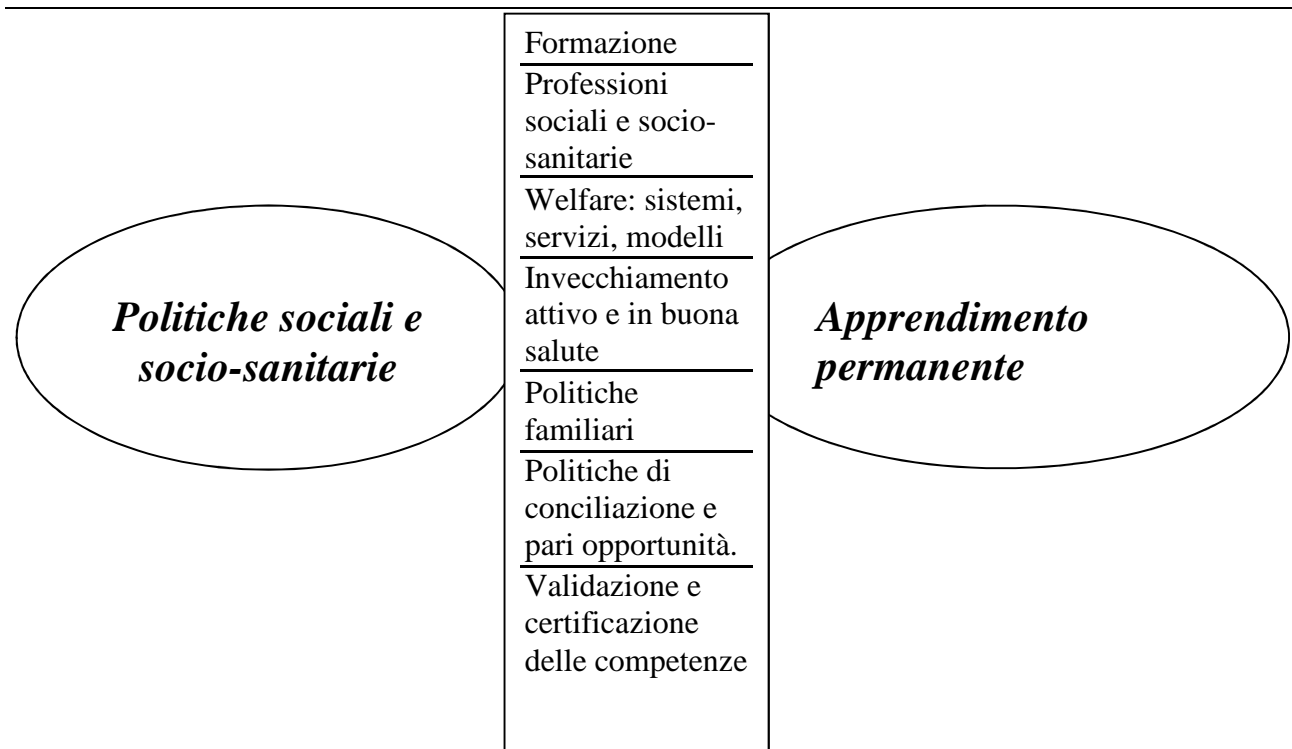 Politiche sociali e
socio-sanitarie
Formazione
Professioni
sociali e socio-
sanitarie
Welfare: sistemi,
servizi, modelli
Invecchiamento
attivo e in buona
salute
Politiche
familiari
Politiche di
conciliazione e
pari opportunità.
Validazione e
certificazione
delle competenze
Apprendimento
permanente